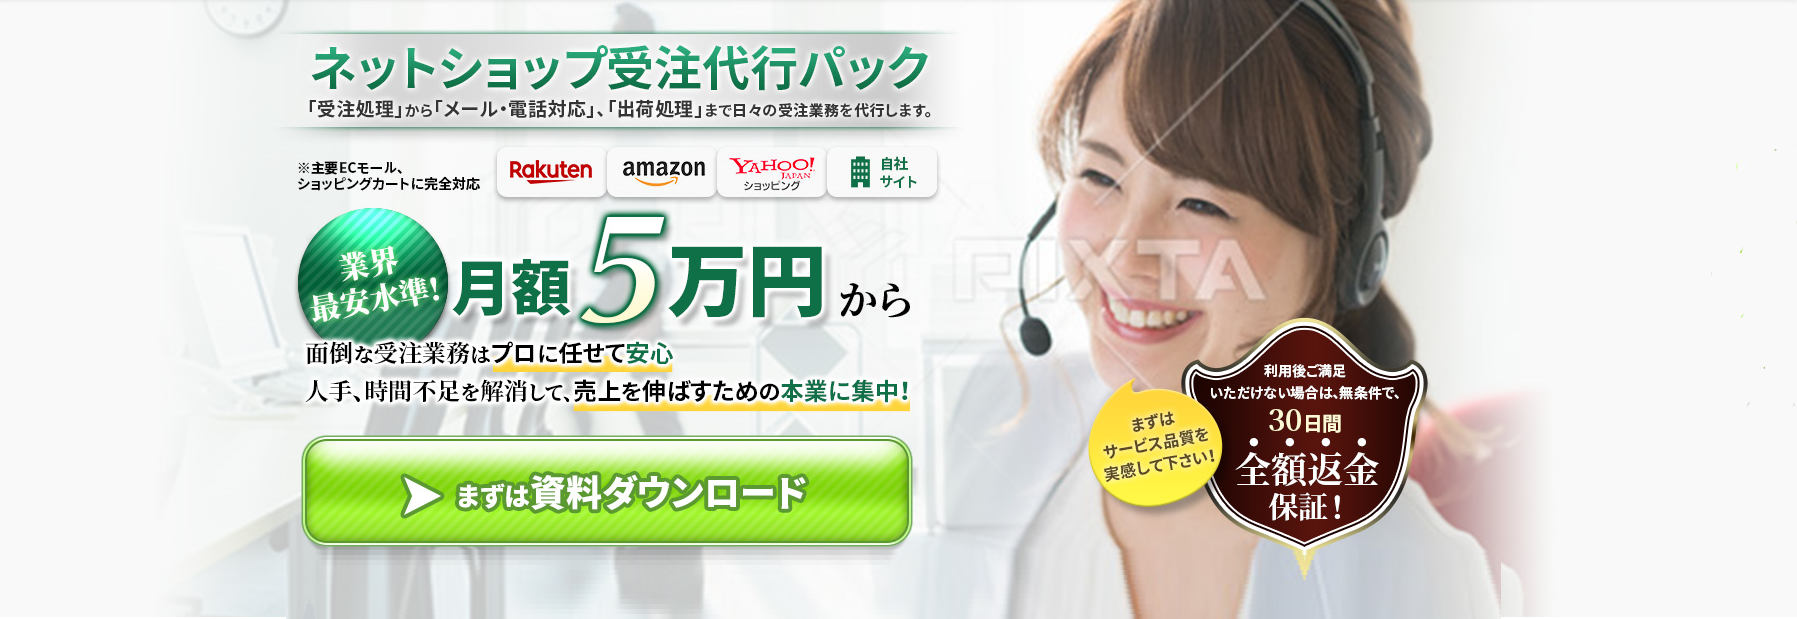 ネットショップ受注代行パック
「受注処理」から「メール・電話対応」、「出荷処理」まで日々の受注業務を代行します。
※主要ECモール、
ショッピングカートに完全対応
Rakuten
amazon
YAHOO!
JAPAN
ショッピング
自社
サイト
業界
最安水準!
月額5万円から
面倒な受注業務はプロに任せて安心
人手、時間不足を解消して、売上を伸ばすための本業に集中!
まずは資料ダウンロード
PIXTA
まずは
サービス品質を
実感して下さい!
利用後ご満足
いただけない場合は、無条件で、
30日間
全額返金
保証!